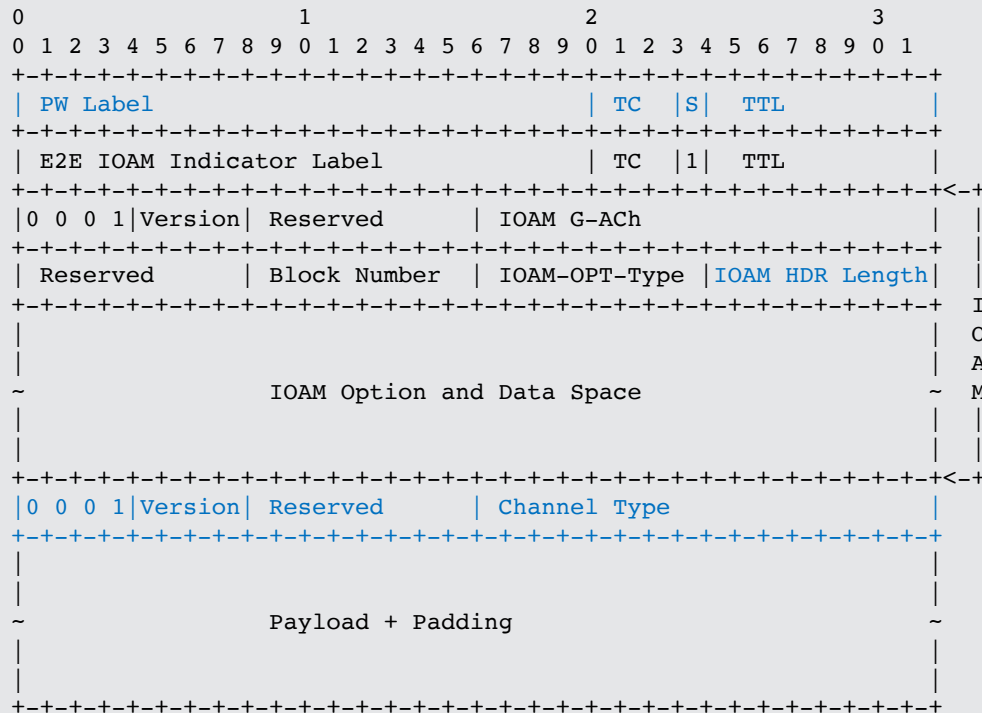 0                   1                   2                   3
0 1 2 3 4 5 6 7 8 9 0 1 2 3 4 5 6 7 8 9 0 1 2 3 4 5 6 7 8 9 0 1
+-+-+-+-+-+-+-+-+-+-+-+-+-+-+-+-+-+-+-+-+-+-+-+-+-+-+-+-+-+-+-+-+
| PW Label                              | TC  |S|  TTL          |
+-+-+-+-+-+-+-+-+-+-+-+-+-+-+-+-+-+-+-+-+-+-+-+-+-+-+-+-+-+-+-+-+
| E2E IOAM Indicator Label              | TC  |1|  TTL          |
+-+-+-+-+-+-+-+-+-+-+-+-+-+-+-+-+-+-+-+-+-+-+-+-+-+-+-+-+-+-+-+-+<-+
|0 0 0 1|Version| Reserved      | IOAM G-ACh                    |  |
+-+-+-+-+-+-+-+-+-+-+-+-+-+-+-+-+-+-+-+-+-+-+-+-+-+-+-+-+-+-+-+-+  |
| Reserved      | Block Number  | IOAM-OPT-Type |IOAM HDR Length|  |
+-+-+-+-+-+-+-+-+-+-+-+-+-+-+-+-+-+-+-+-+-+-+-+-+-+-+-+-+-+-+-+-+  I
|                                                               |  O
|                                                               |  A
~                 IOAM Option and Data Space                    ~  M
|                                                               |  |
|                                                               |  |
+-+-+-+-+-+-+-+-+-+-+-+-+-+-+-+-+-+-+-+-+-+-+-+-+-+-+-+-+-+-+-+-+<-+
|0 0 0 1|Version| Reserved      | Channel Type                  |
+-+-+-+-+-+-+-+-+-+-+-+-+-+-+-+-+-+-+-+-+-+-+-+-+-+-+-+-+-+-+-+-+
|                                                               |
|                                                               |
~                 Payload + Padding                             ~
|                                                               |
|                                                               |
+-+-+-+-+-+-+-+-+-+-+-+-+-+-+-+-+-+-+-+-+-+-+-+-+-+-+-+-+-+-+-+-+